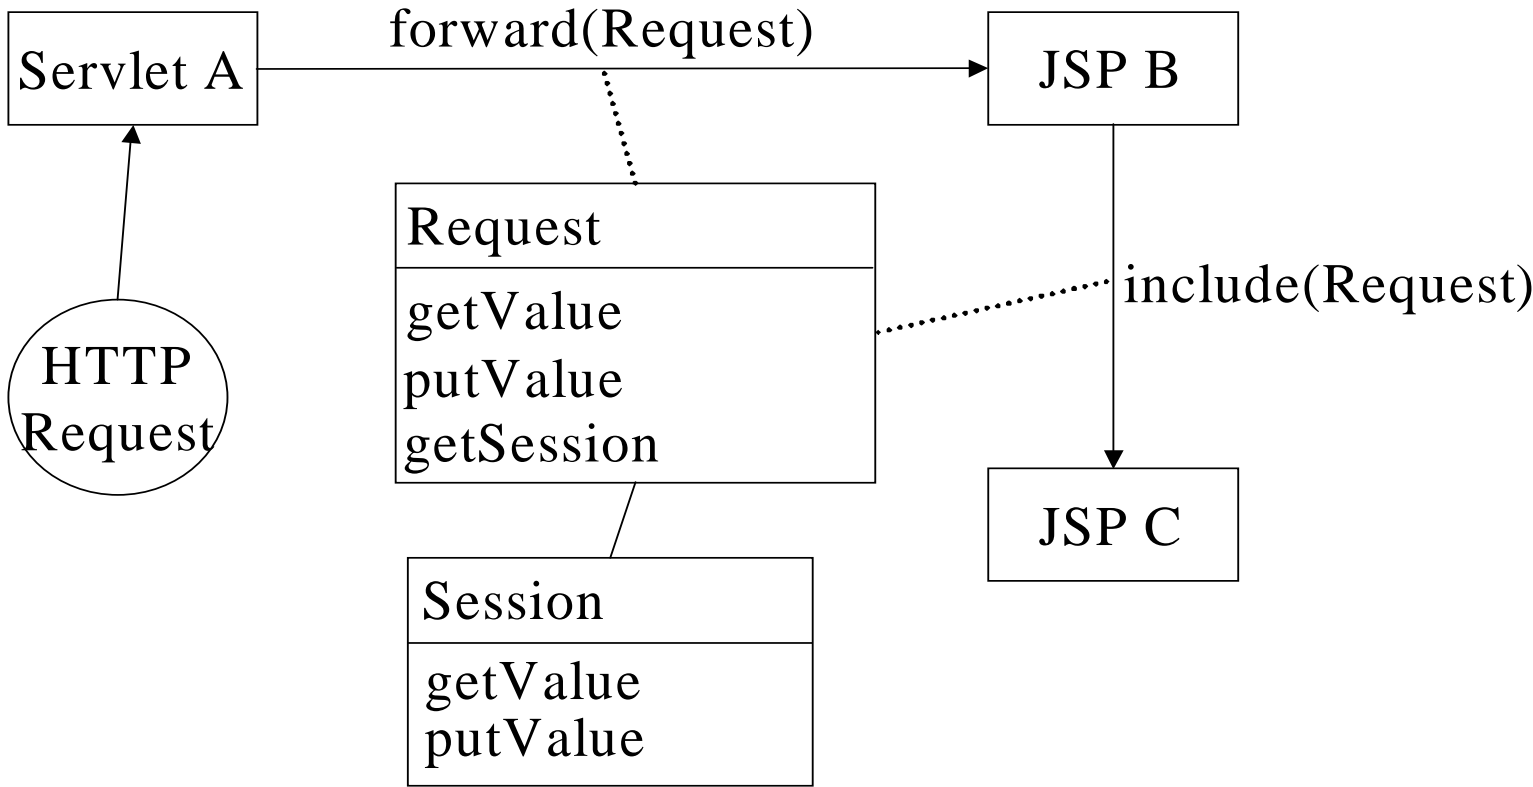 forward(Request)
Servlet A
JSP B
Request
getValue
putValue
getSession
include(Request)
HTTP
Request
JSP C
Session
getValue
putValue